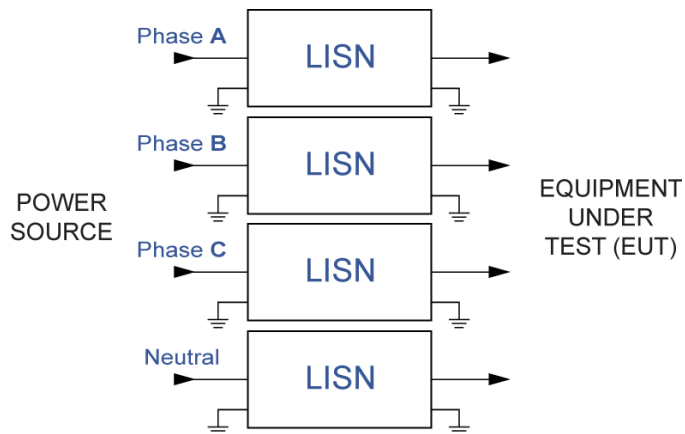 Phase A
LISN
Phase B
LISN
POWER
SOURCE
EQUIPMENT
UNDER
TEST (EUT)
Phase C
LISN
Neutral
LISN